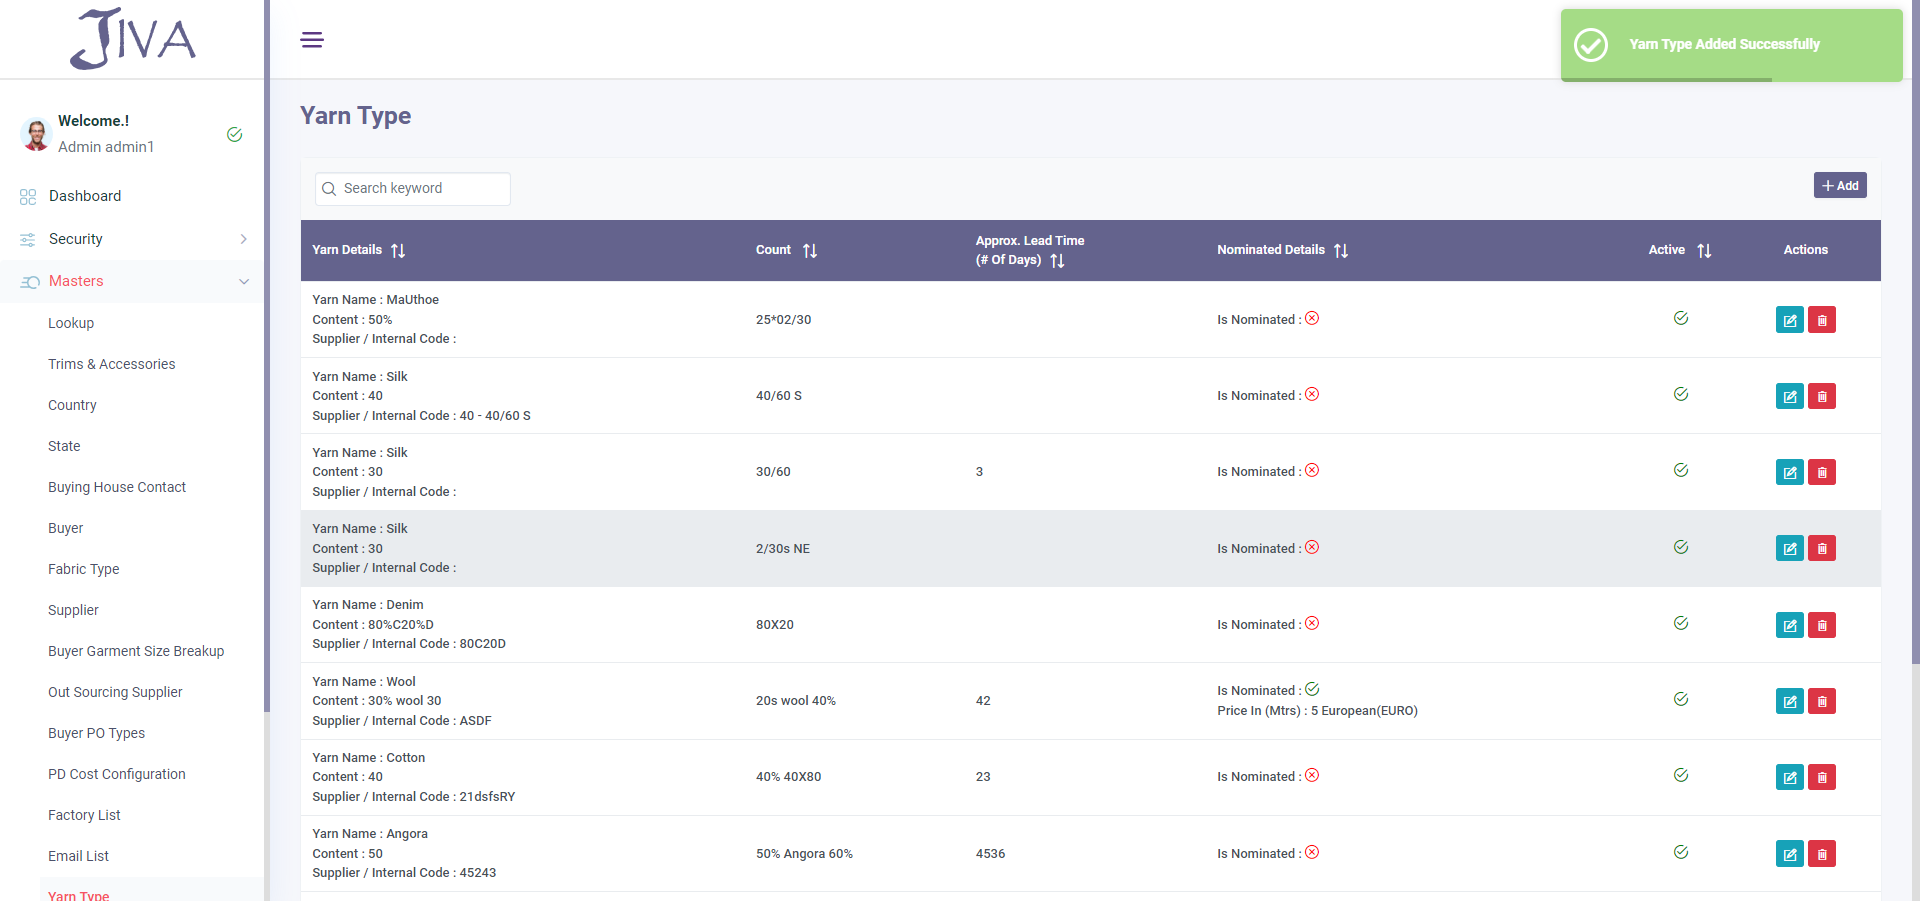 JIVA
Yarn Type Added Successfully
Welcome.!
Admin admin1
Dashboard
Security
Masters
Lookup
Trims & Accessories
Country
State
Buying House Contact
Buyer
Fabric Type
Supplier
Buyer Garment Size Breakup
Out Sourcing Supplier
Buyer PO Types
PD Cost Configuration
Factory List
Email List
Yarn Type
Yarn Type
Search keyword
+ Add
Yarn Details
Count
Approx. Lead Time
(# Of Days)
Nominated Details
Active
Actions
Yarn Name : MaUthoe
Content : 50%
Supplier / Internal Code :
25*02/30
Is Nominated :
Yarn Name : Silk
Content : 40
Supplier / Internal Code : 40 - 40/60 S
40/60 S
Is Nominated :
Yarn Name : Silk
Content : 30
Supplier / Internal Code :
30/60
3
Is Nominated :
Yarn Name : Silk
Content : 30
Supplier / Internal Code :
2/30s NE
Is Nominated :
Yarn Name : Denim
Content : 80%C20%D
Supplier / Internal Code : 80C20D
80X20
Is Nominated :
Yarn Name : Wool
Content : 30% wool 30
Supplier / Internal Code : ASDF
20s wool 40%
42
Is Nominated :
Price In (Mtrs) : 5 European(EURO)
Yarn Name : Cotton
Content : 40
Supplier / Internal Code : 21dsfsRY
40% 40X80
23
Is Nominated :
Yarn Name : Angora
Content : 50
Supplier / Internal Code : 45243
50% Angora 60%
4536
Is Nominated :